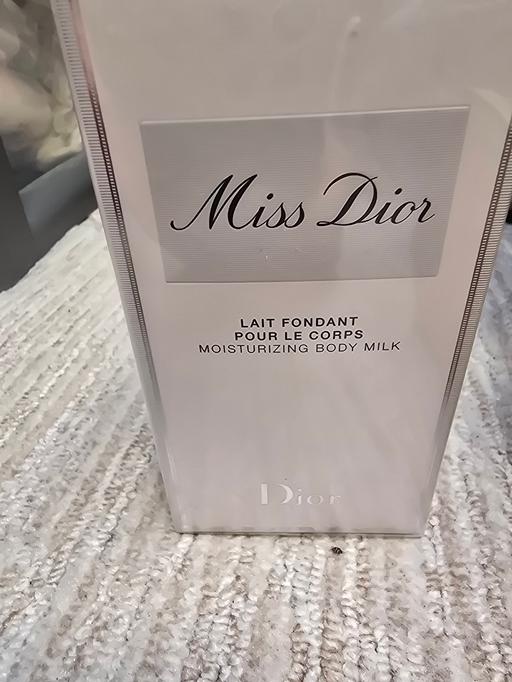 Miss Dior
LAIT FONDANT
POUR LE CORPS
MOISTURIZING BODY MILK
Dior